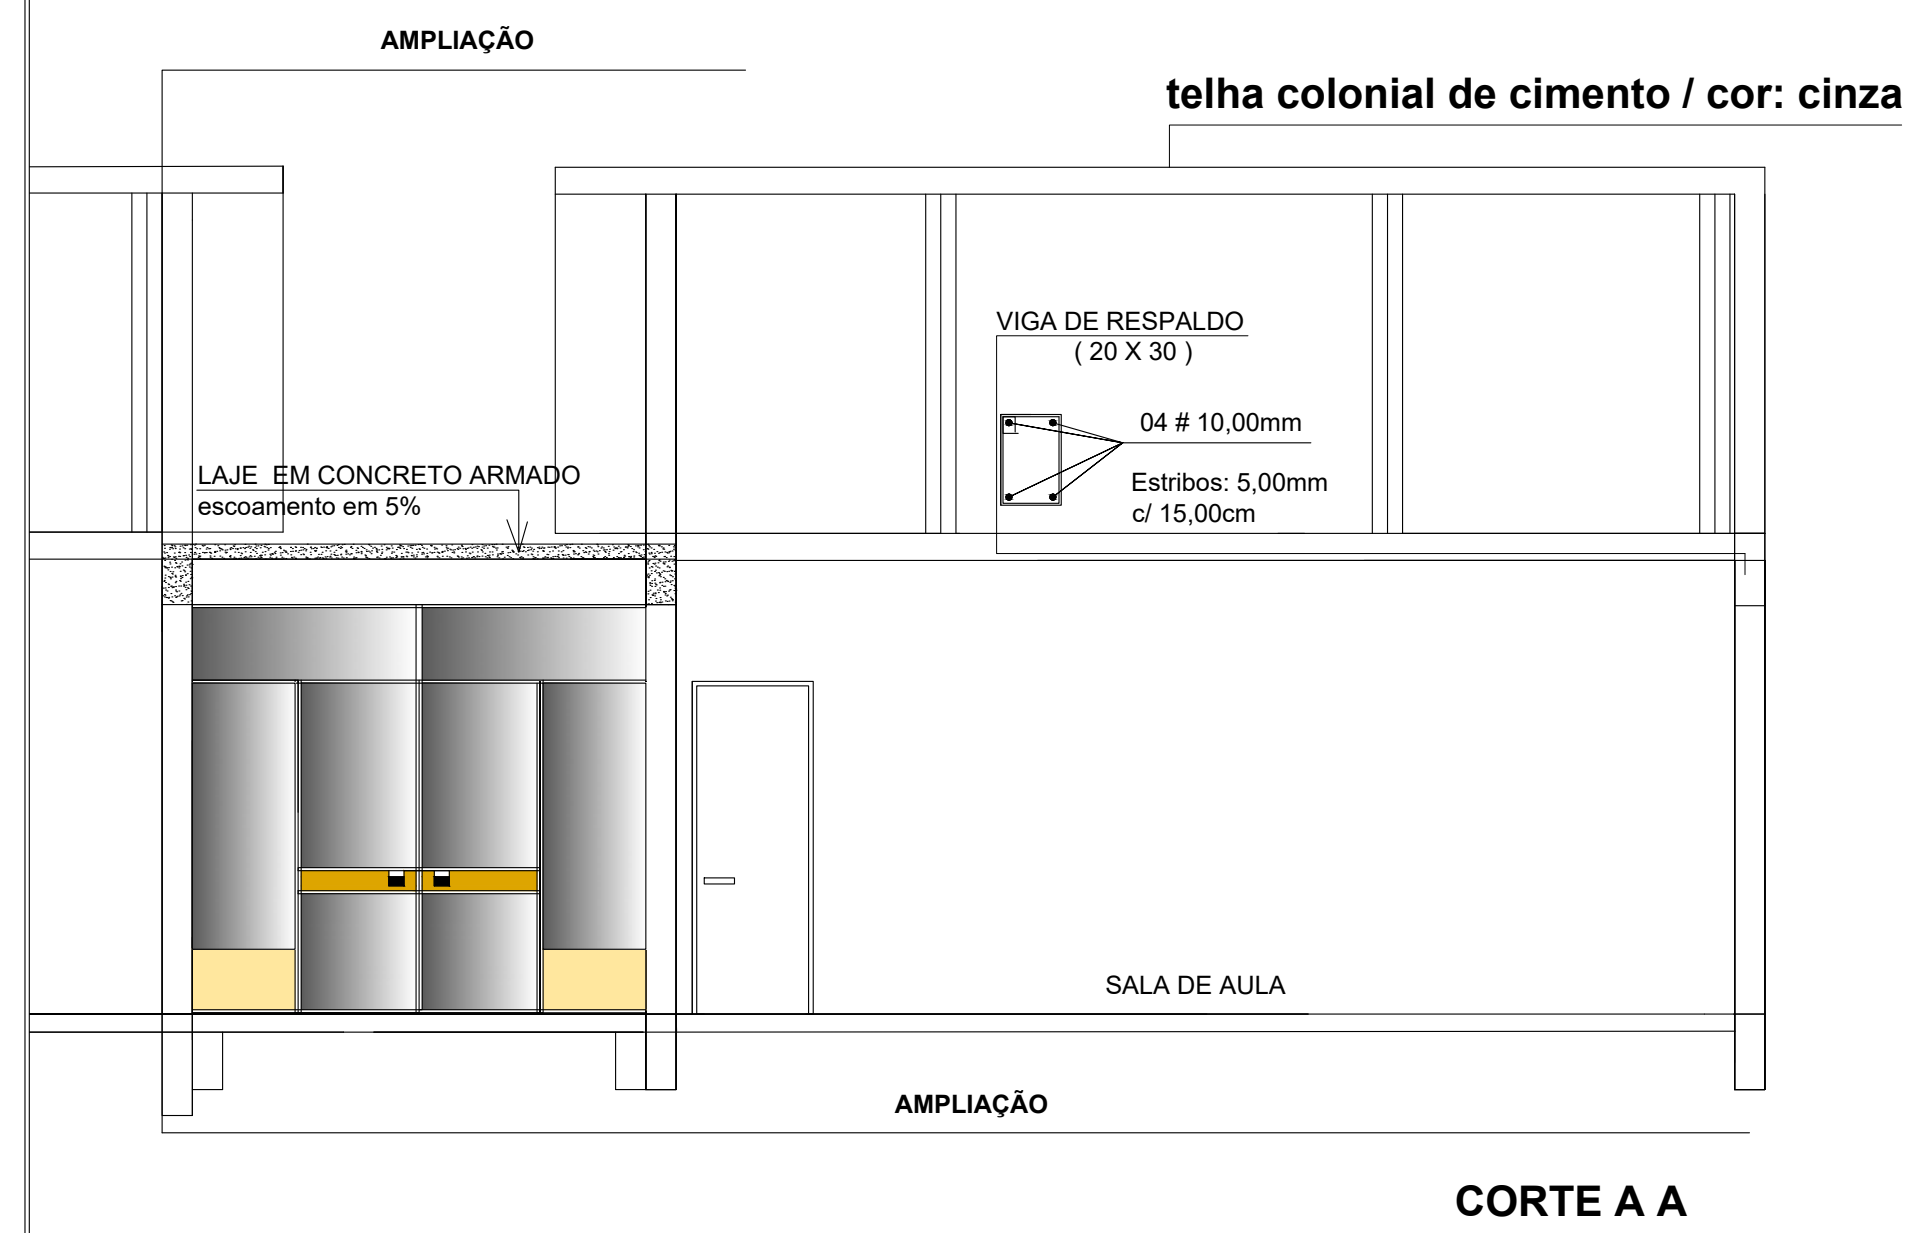 AMPLIAÇÃO
telha colonial de cimento / cor: cinza
VIGA DE RESPALDO
( 20 X 30 )
04 # 10,00mm
Estribos: 5,00mm
c/ 15,00cm
LAJE  EM CONCRETO ARMADO
escoamento em 5%
SALA DE AULA
AMPLIAÇÃO
CORTE A A